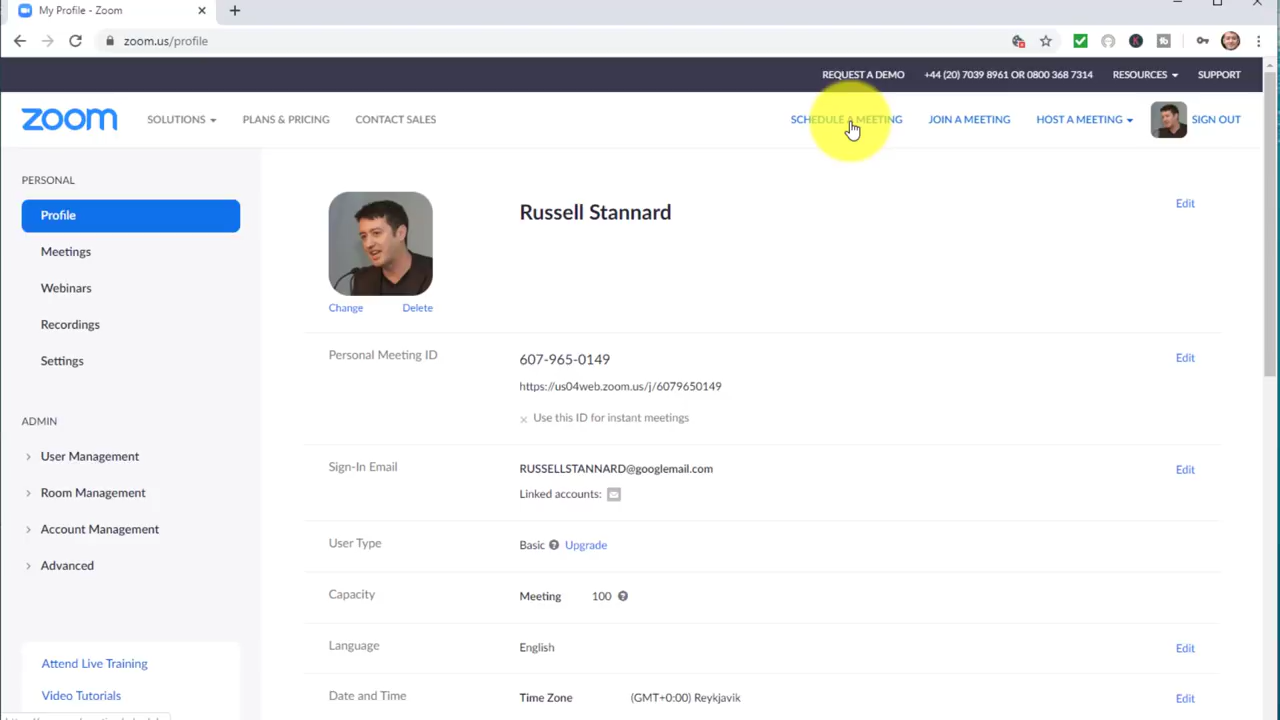 My Profile - Zoom
zoom.us/profile
REQUEST A DEMO +44 (20) 7039 8961 OR 0800 368 7314 RESOURCES SUPPORT
zoom SOLUTIONS PLANS & PRICING CONTACT SALES SCHEDULE A MEETING JOIN A MEETING HOST A MEETING SIGN OUT
PERSONAL
Profile
Meetings
Webinars
Recordings
Settings
ADMIN
User Management
Room Management
Account Management
Advanced
Attend Live Training
Video Tutorials
Russell Stannard Edit
Change Delete
Personal Meeting ID 607-965-0149 Edit
https://us04web.zoom.us/j/6079650149
× Use this ID for instant meetings
Sign-In Email RUSSELLSTANNARD@googlemail.com Edit
Linked accounts:
User Type Basic Upgrade
Capacity Meeting 100
Language English Edit
Date and Time Time Zone (GMT+0:00) Reykjavik Edit